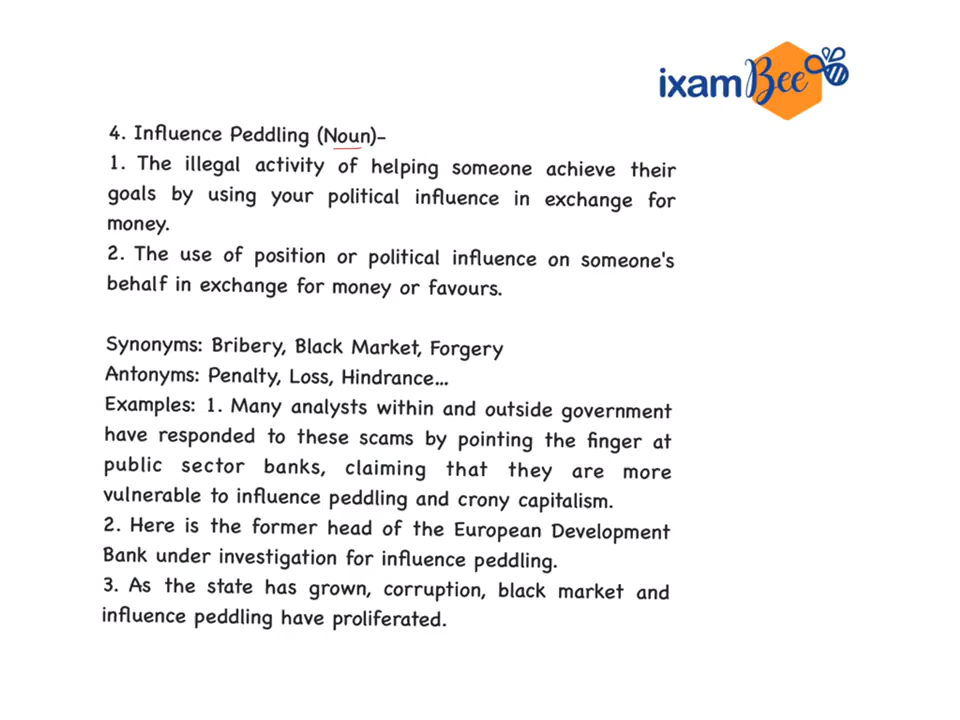 ixamBee
4. Influence Peddling (Noun)-
1. The illegal activity of helping someone achieve their
goals by using your political influence in exchange for
money.
2. The use of position or political influence on someone's
behalf in exchange for money or favours.
Synonyms: Bribery, Black Market, Forgery
Antonyms: Penalty, Loss, Hindrance...
Examples: 1. Many analysts within and outside government
have responded to these scams by pointing the finger at
public sector banks, claiming that they are more
vulnerable to influence peddling and crony capitalism.
2. Here is the former head of the European Development
Bank under investigation for influence peddling.
3. As the state has grown, corruption, black market and
influence peddling have proliferated.